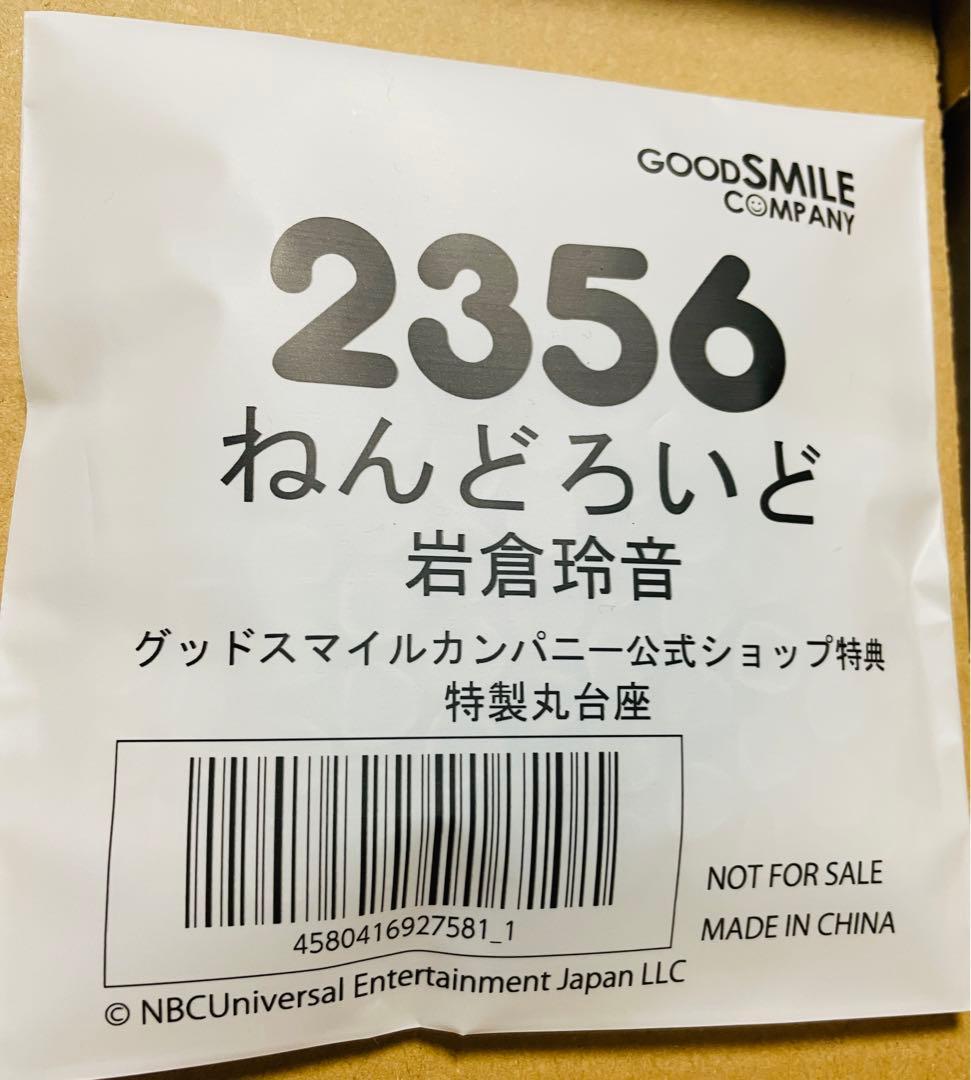 GOODSMILE
COMPANY
2356
ねんどろいど
岩倉玲音
グッドスマイルカンパニー公式ショップ特典
特製丸台座
4580416927581_1
NOT FOR SALE
MADE IN CHINA
© NBCUniversal Entertainment Japan LLC